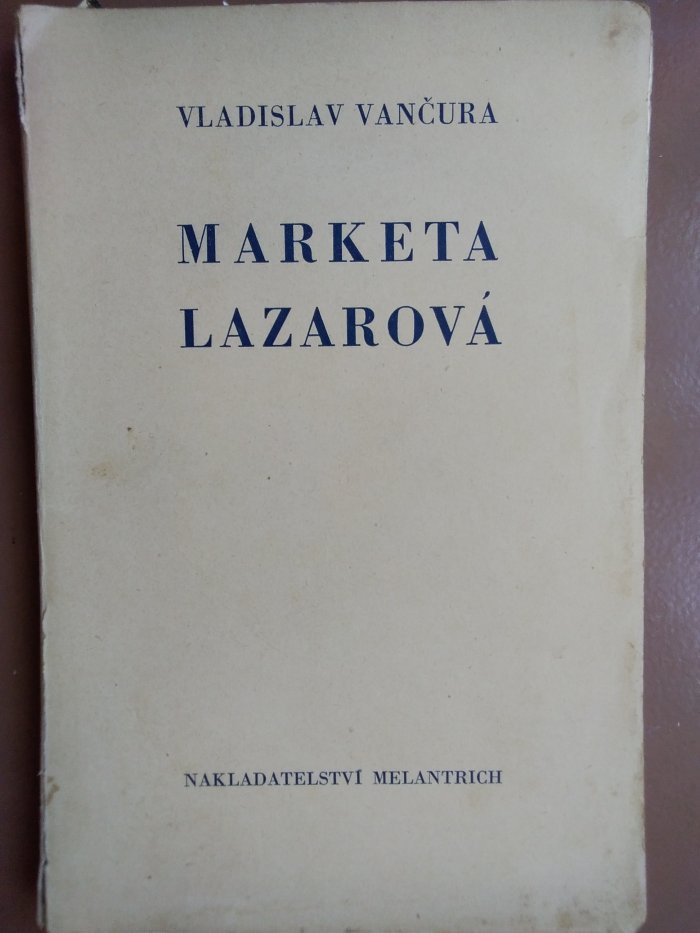 VLADISLAV VANČURA
MARKETA
LAZAROVÁ
NAKLADATELSTVÍ MELANTRICH